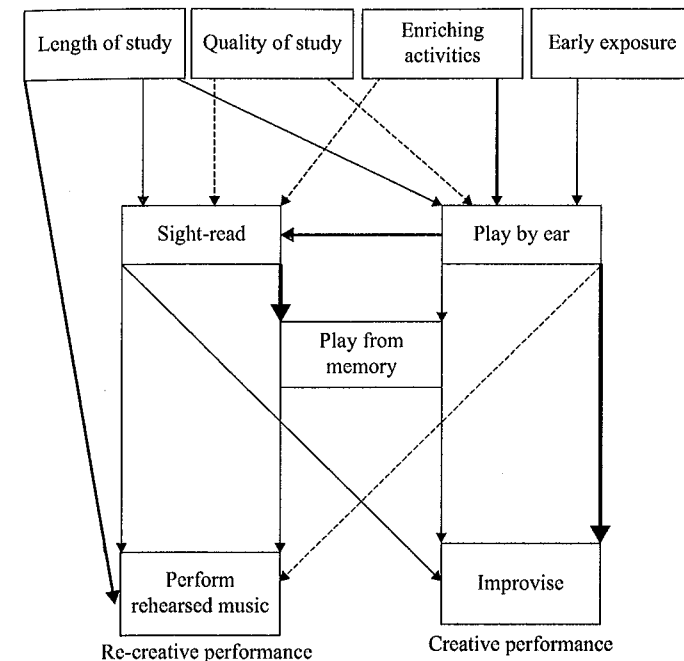 Length of study
Quality of study
Enriching
activities
Early exposure
Sight-read
Play by ear
Play from
memory
Perform
rehearsed music
Improvise
Re-creative performance
Creative performance